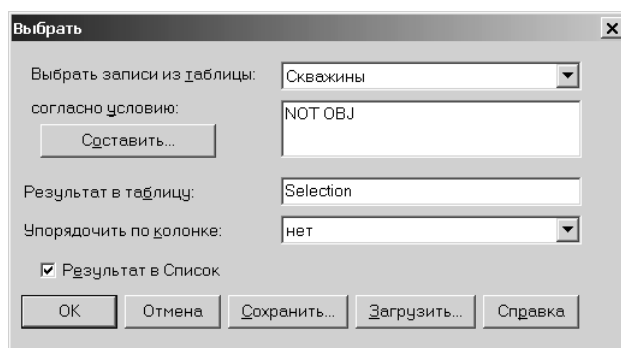 Выбрать
Выбрать записи из таблицы: Скважины
согласно условию: NOT OBJ
Составить...
Результат в таблицу: Selection
Упорядочить по колонке: нет
Результат в Список
OK Отмена Сохранить... Загрузить... Справка